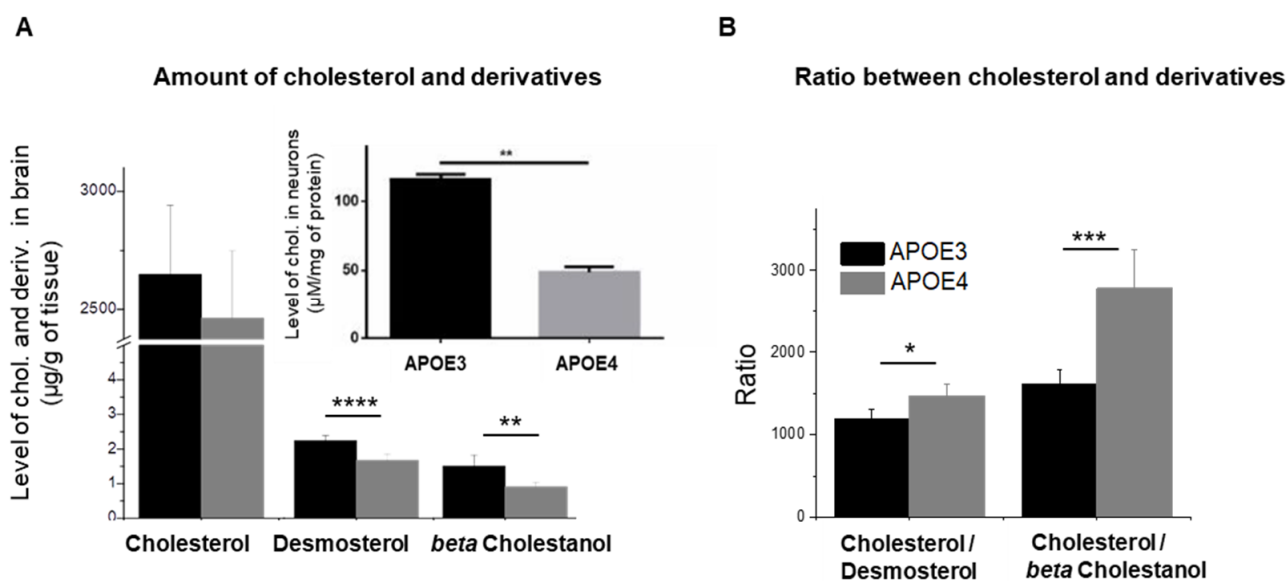 A
Amount of cholesterol and derivatives
Level of chol. and deriv. in brain
(µg/g of tissue)
3000
2500
4
3
2
1
0
****
**
Cholesterol
Desmosterol
beta Cholestanol
Level of chol. in neurons
(µM/mg of protein)
100
50
0
**
APOE3
APOE4
B
Ratio between cholesterol and derivatives
Ratio
3000
2000
1000
0
APOE3
APOE4
*
***
Cholesterol /
Desmosterol
Cholesterol /
beta Cholestanol